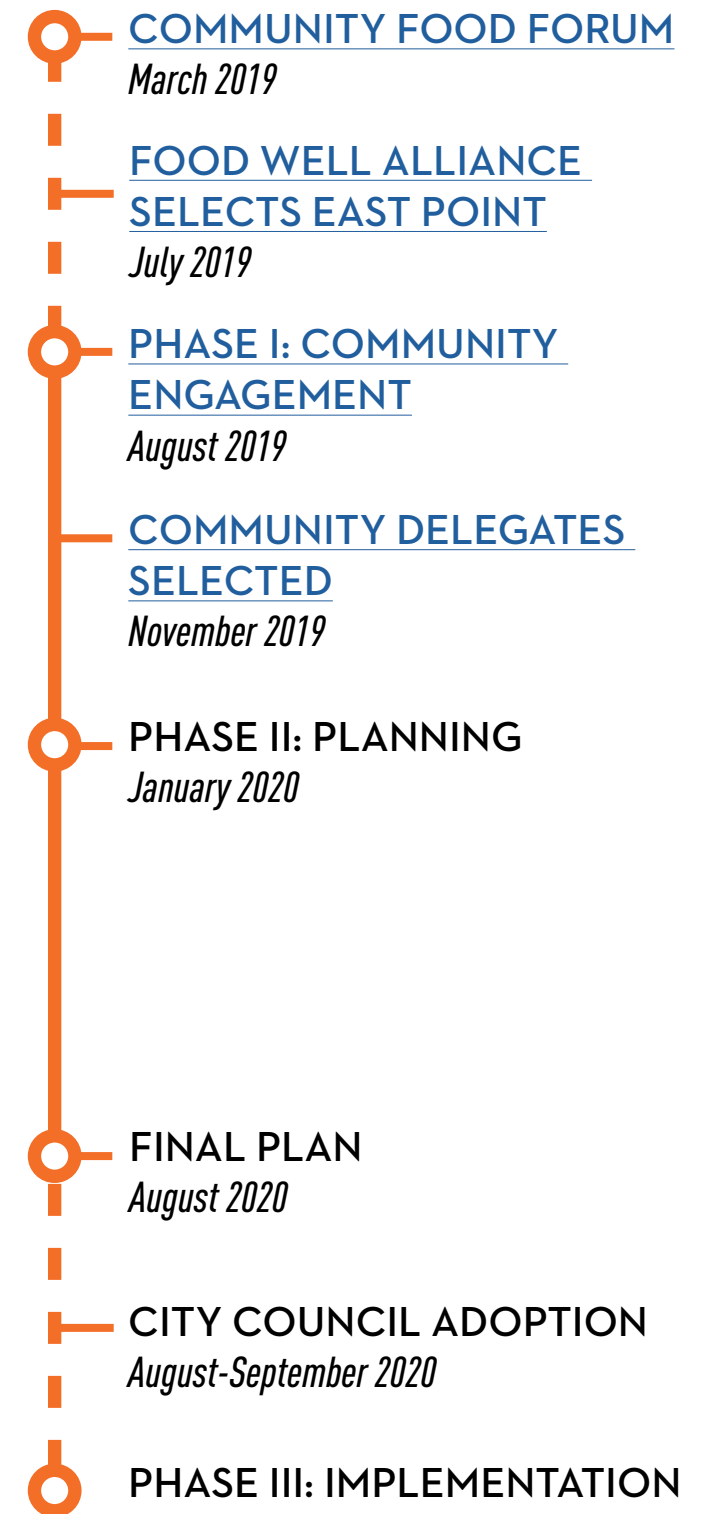 COMMUNITY FOOD FORUM
March 2019
FOOD WELL ALLIANCE
SELECTS EAST POINT
July 2019
PHASE I: COMMUNITY
ENGAGEMENT
August 2019
COMMUNITY DELEGATES
SELECTED
November 2019
PHASE II: PLANNING
January 2020
FINAL PLAN
August 2020
CITY COUNCIL ADOPTION
August-September 2020
PHASE III: IMPLEMENTATION